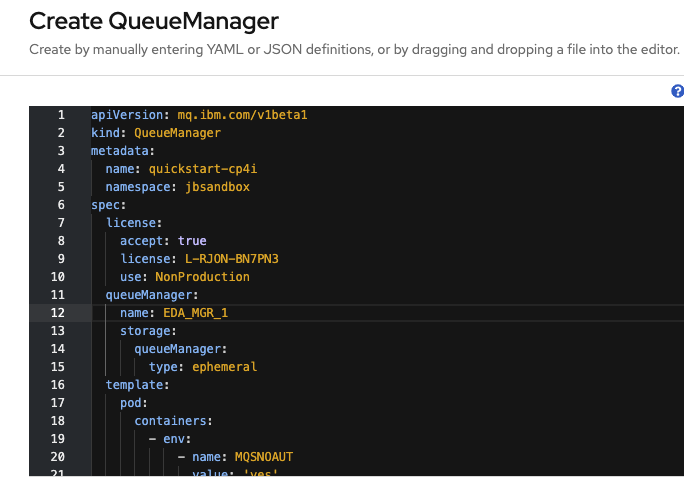 Create QueueManager
Create by manually entering YAML or JSON definitions, or by dragging and dropping a file into the editor.
?
1 apiVersion: mq.ibm.com/v1beta1
2 kind: QueueManager
3 metadata:
4   name: quickstart-cp4i
5   namespace: jbsandbox
6 spec:
7   license:
8     accept: true
9     license: L-RJON-BN7PN3
10     use: NonProduction
11   queueManager:
12     name: EDA_MGR_1
13     storage:
14       queueManager:
15         type: ephemeral
16   template:
17     pod:
18       containers:
19         - env:
20             - name: MQSNOAUT
21               value: 'yes'